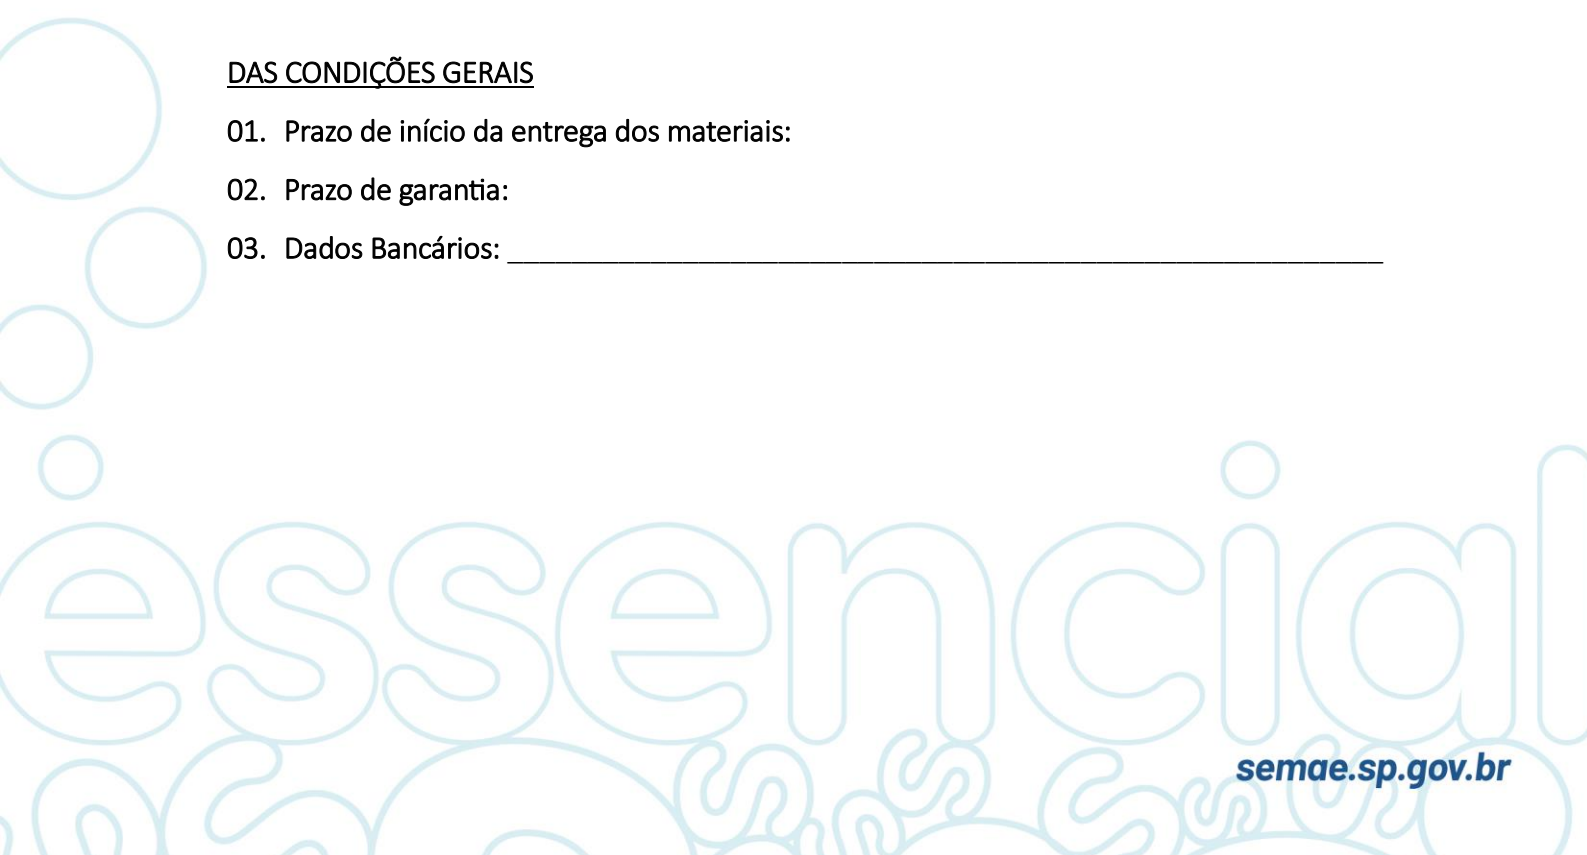 DAS CONDIÇÕES GERAIS
01. Prazo de início da entrega dos materiais:
02. Prazo de garantia:
03. Dados Bancários: _______________________________________________________
essencial
semae.sp.gov.br